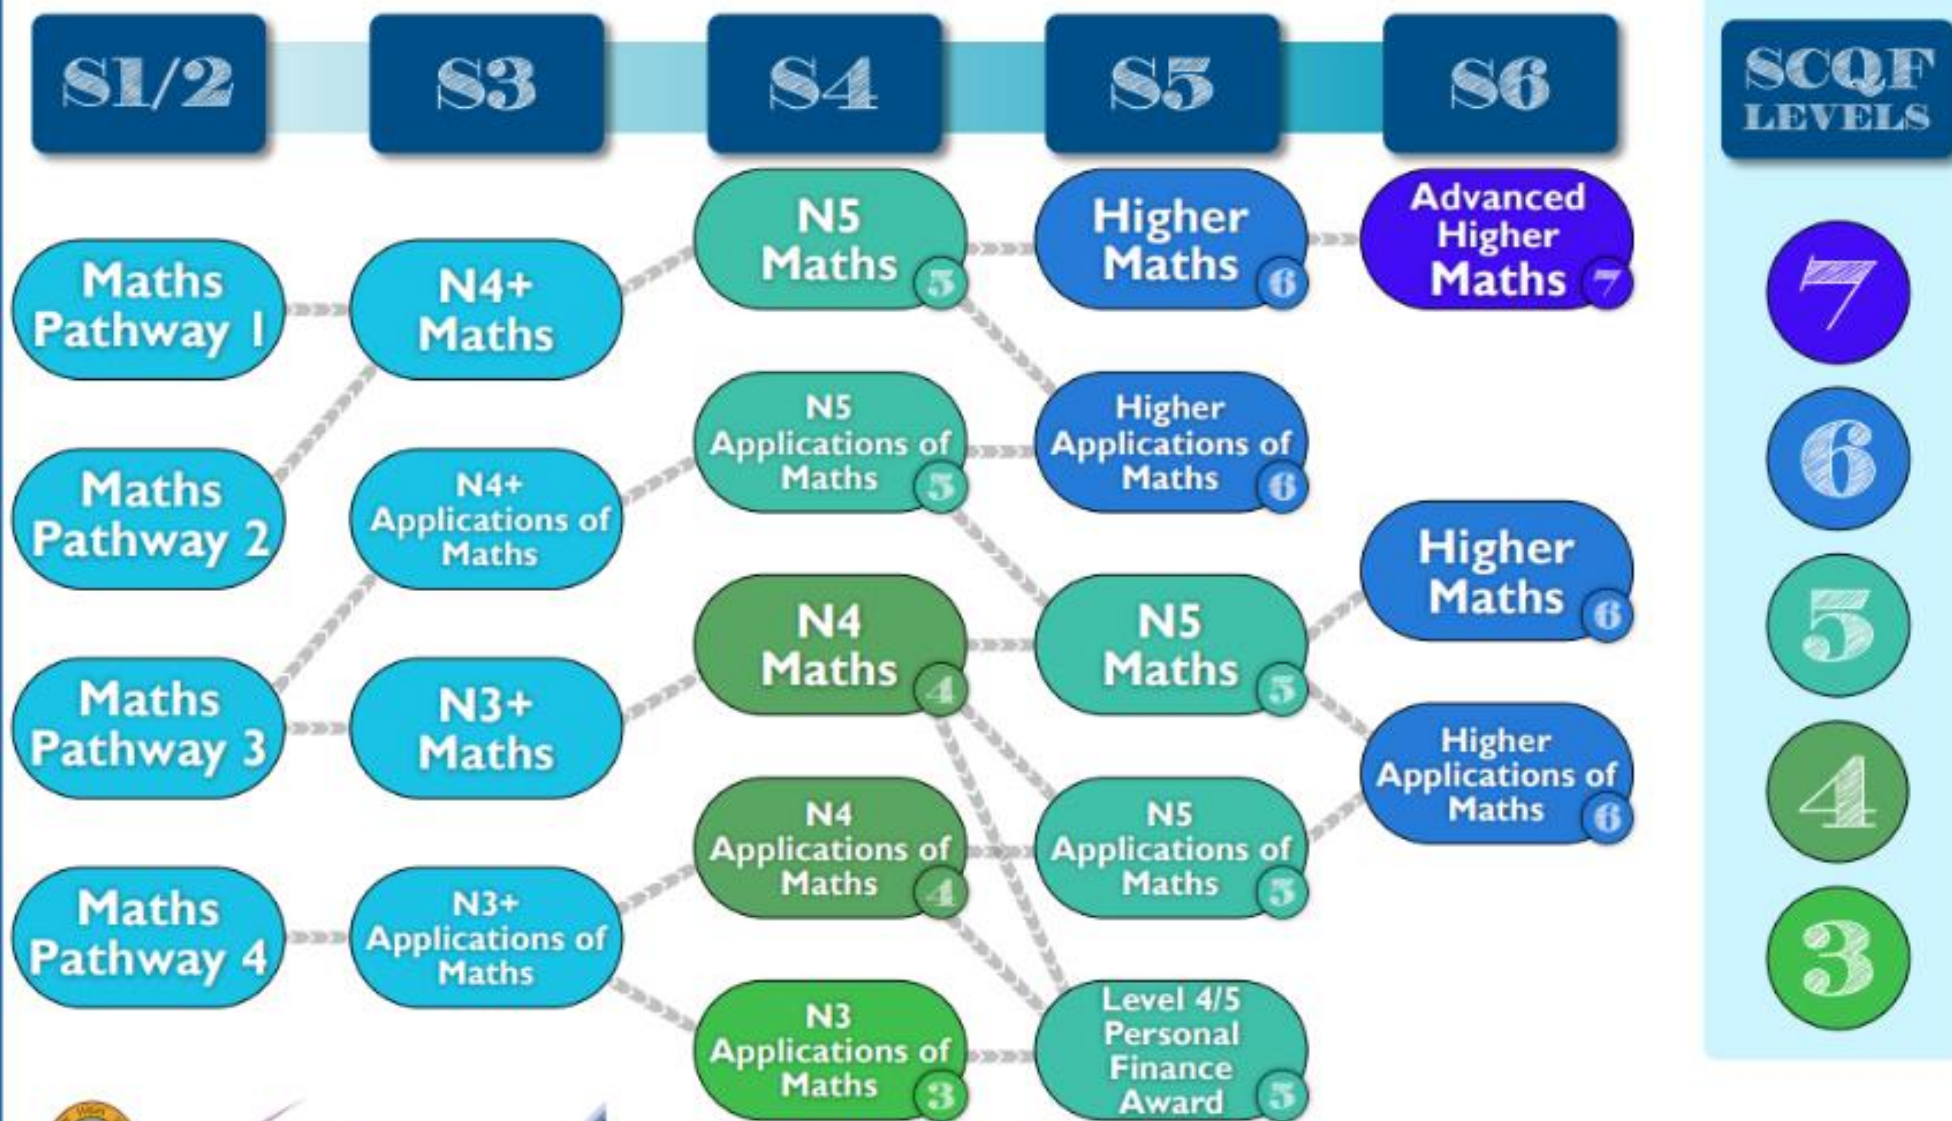 S1/2
S3
S4
S5
S6
SCQF
LEVELS
Maths
Pathway 1
Maths
Pathway 2
Maths
Pathway 3
Maths
Pathway 4
N4+
Maths
N4+
Applications of
Maths
N3+
Maths
N3+
Applications of
Maths
N5
Maths 5
N5
Applications of
Maths 5
N4
Maths 4
N4
Applications of
Maths 4
N3
Applications of
Maths 3
Higher
Maths 6
Higher
Applications of
Maths 6
N5
Maths 5
N5
Applications of
Maths 5
Level 4/5
Personal
Finance
Award 5
Advanced
Higher
Maths 7
Higher
Maths 6
Higher
Applications of
Maths 6
7
6
5
4
3